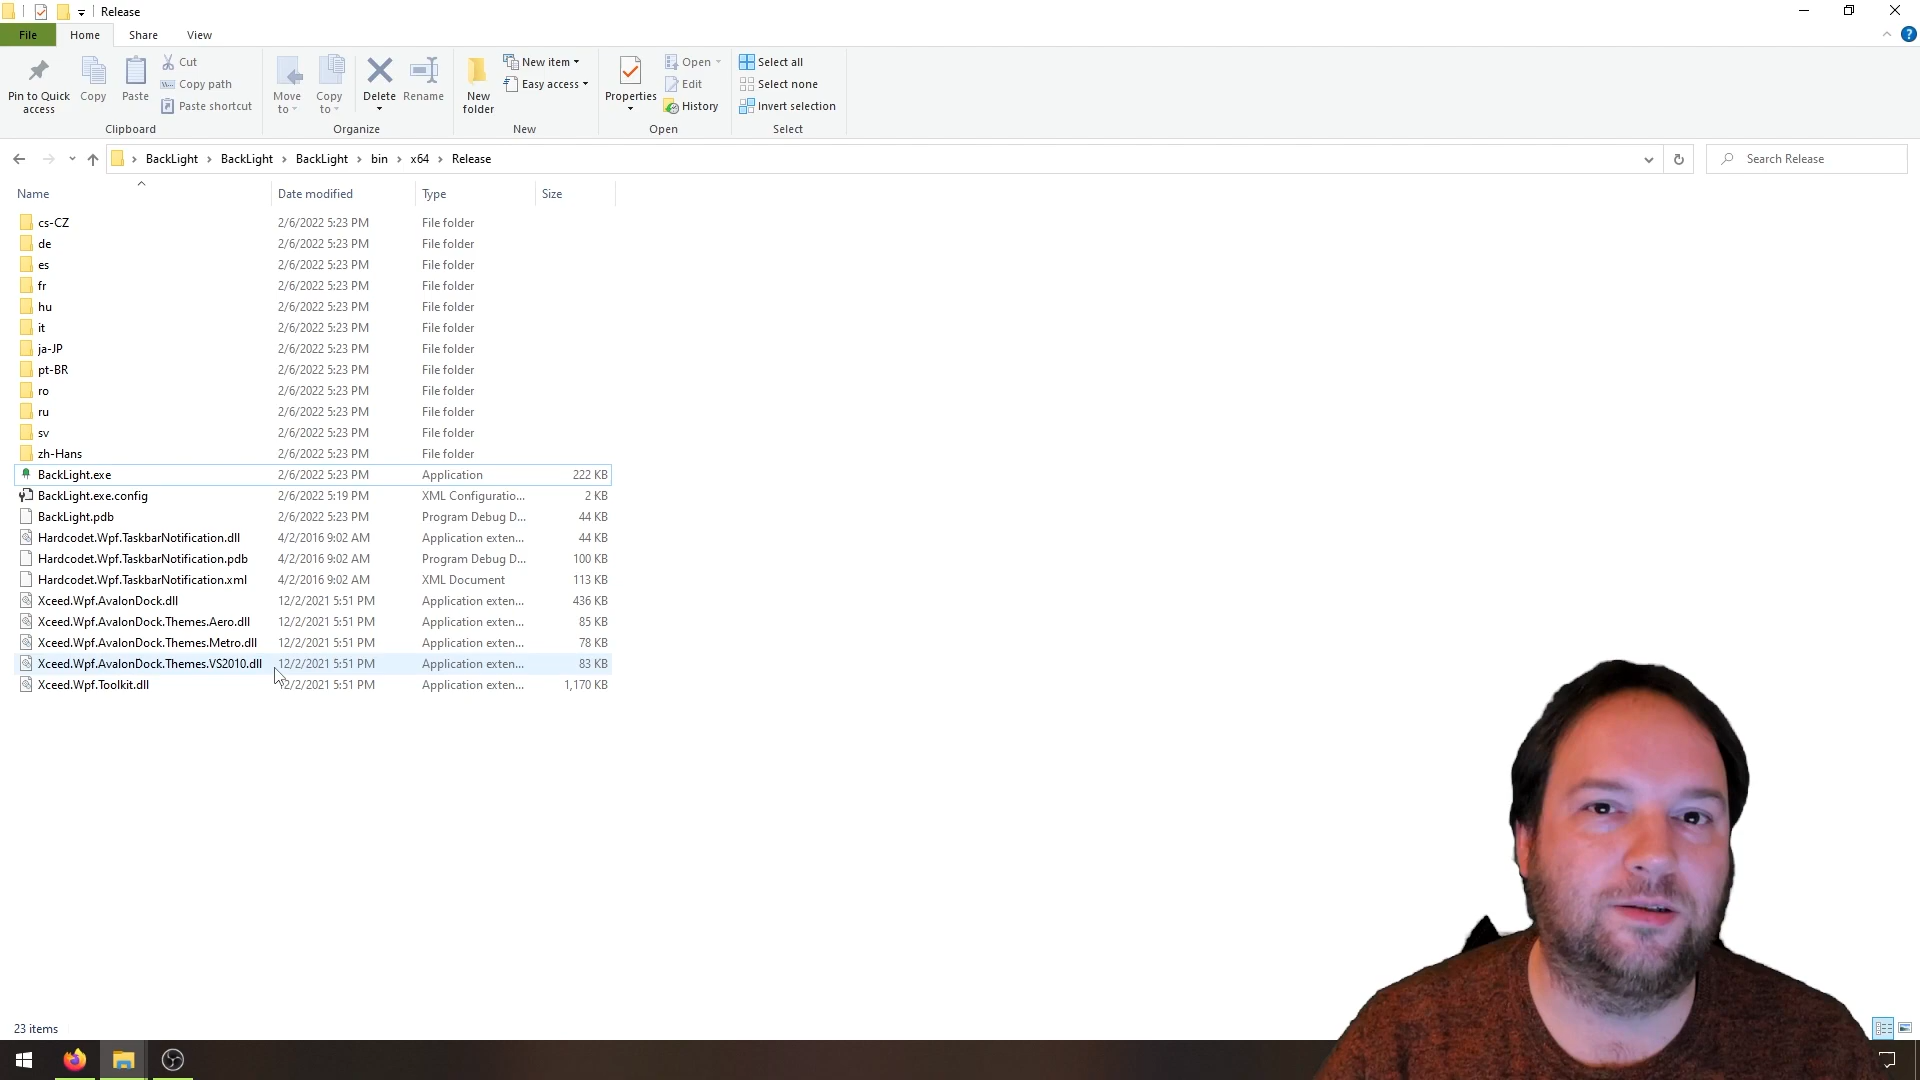 Release
File Home Share View
Pin to Quick access
Copy
Paste
Cut
Copy path
Paste shortcut
Clipboard
Move to
Copy to
Delete
Rename
Organize
New folder
New item
Easy access
New
Properties
Open
Edit
History
Open
Select all
Select none
Invert selection
Select
BackLight BackLight BackLight bin x64 Release
Search Release
Name Date modified Type Size
cs-CZ 2/6/2022 5:23 PM File folder
de 2/6/2022 5:23 PM File folder
es 2/6/2022 5:23 PM File folder
fr 2/6/2022 5:23 PM File folder
hu 2/6/2022 5:23 PM File folder
it 2/6/2022 5:23 PM File folder
ja-JP 2/6/2022 5:23 PM File folder
pt-BR 2/6/2022 5:23 PM File folder
ro 2/6/2022 5:23 PM File folder
ru 2/6/2022 5:23 PM File folder
sv 2/6/2022 5:23 PM File folder
zh-Hans 2/6/2022 5:23 PM File folder
BackLight.exe 2/6/2022 5:23 PM Application 222 KB
BackLight.exe.config 2/6/2022 5:19 PM XML Configuratio... 2 KB
BackLight.pdb 2/6/2022 5:23 PM Program Debug D... 44 KB
Hardcodet.Wpf.TaskbarNotification.dll 4/2/2016 9:02 AM Application exten... 44 KB
Hardcodet.Wpf.TaskbarNotification.pdb 4/2/2016 9:02 AM Program Debug D... 100 KB
Hardcodet.Wpf.TaskbarNotification.xml 4/2/2016 9:02 AM XML Document 113 KB
Xceed.Wpf.AvalonDock.dll 12/2/2021 5:51 PM Application exten... 436 KB
Xceed.Wpf.AvalonDock.Themes.Aero.dll 12/2/2021 5:51 PM Application exten... 85 KB
Xceed.Wpf.AvalonDock.Themes.Metro.dll 12/2/2021 5:51 PM Application exten... 78 KB
Xceed.Wpf.AvalonDock.Themes.VS2010.dll 12/2/2021 5:51 PM Application exten... 83 KB
Xceed.Wpf.Toolkit.dll 12/2/2021 5:51 PM Application exten... 1,170 KB
23 items